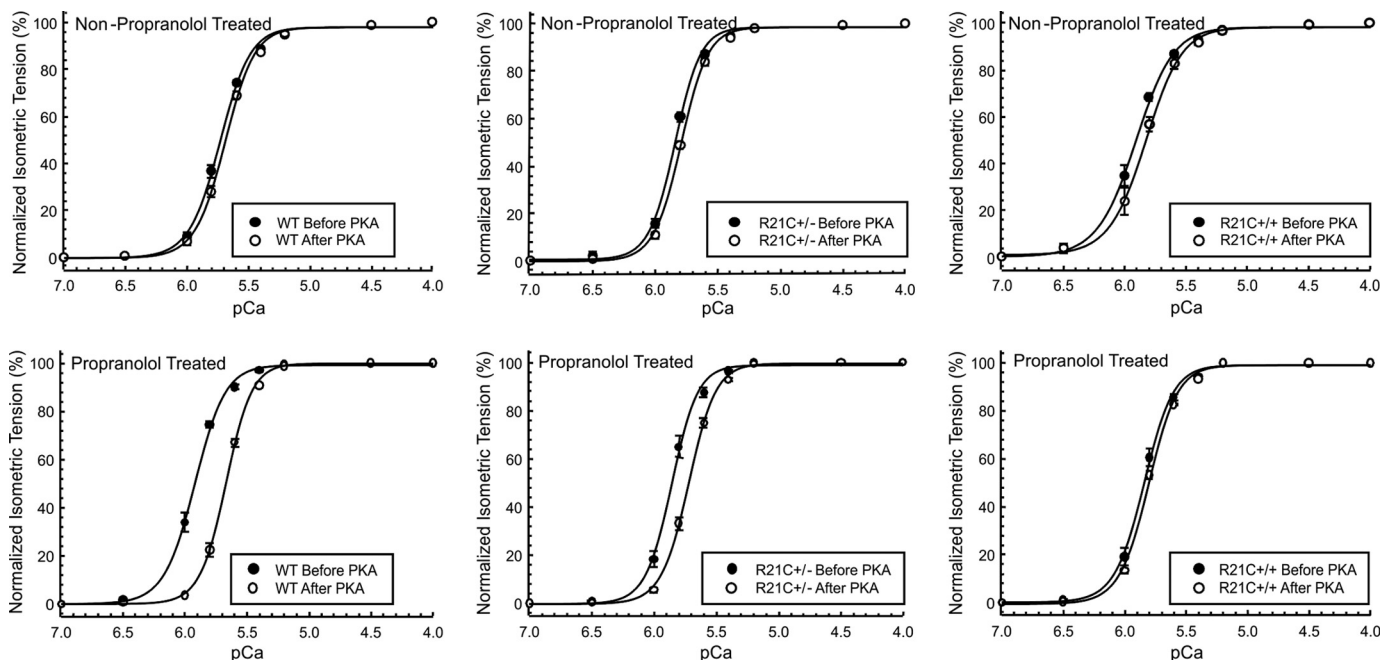 Non-Propranolol Treated
Normalized Isometric Tension (%)
100
80
60
40
20
0
WT Before PKA
WT After PKA
7.0 6.5 6.0 5.5 5.0 4.5 4.0
pCa
Non-Propranolol Treated
Normalized Isometric Tension (%)
100
80
60
40
20
0
R21C+/- Before PKA
R21C+/- After PKA
7.0 6.5 6.0 5.5 5.0 4.5 4.0
pCa
Non-Propranolol Treated
Normalized Isometric Tension (%)
100
80
60
40
20
0
R21C+/+ Before PKA
R21C+/+ After PKA
7.0 6.5 6.0 5.5 5.0 4.5 4.0
pCa
Propranolol Treated
Normalized Isometric Tension (%)
100
80
60
40
20
0
WT Before PKA
WT After PKA
7.0 6.5 6.0 5.5 5.0 4.5 4.0
pCa
Propranolol Treated
Normalized Isometric Tension (%)
100
80
60
40
20
0
R21C+/- Before PKA
R21C+/- After PKA
7.0 6.5 6.0 5.5 5.0 4.5 4.0
pCa
Propranolol Treated
Normalized Isometric Tension (%)
100
80
60
40
20
0
R21C+/+ Before PKA
R21C+/+ After PKA
7.0 6.5 6.0 5.5 5.0 4.5 4.0
pCa